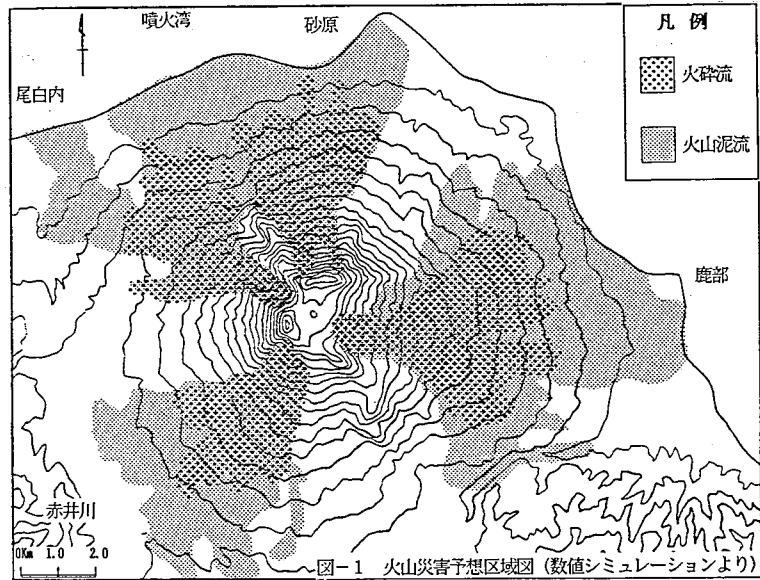 噴火湾
砂原
凡 例
尾白内
火砕流
火山泥流
鹿部
赤井川
0Km 1.0 2.0
図-1 火山災害予想区域図 (数値シミュレーションより)